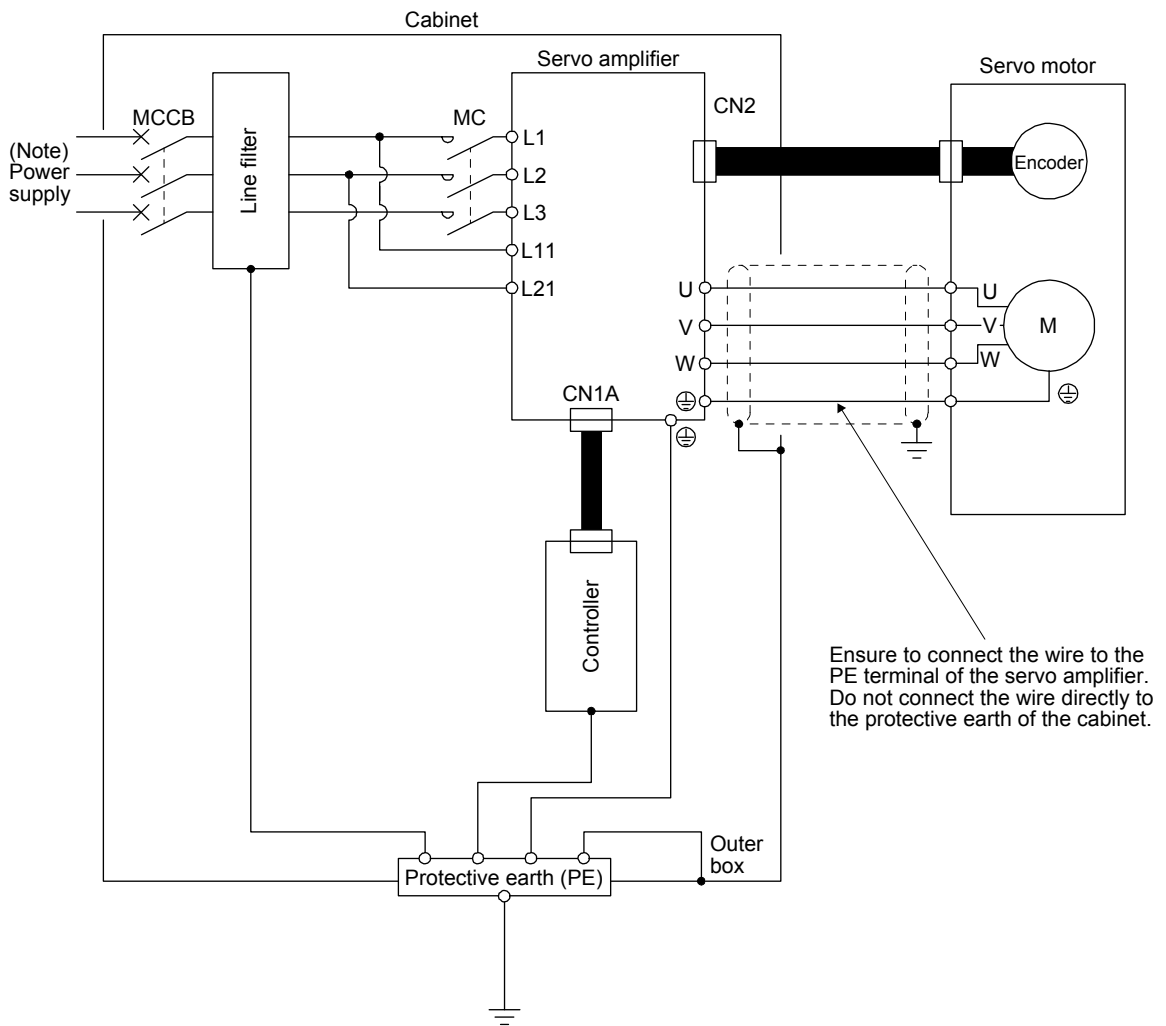 Cabinet
Servo amplifier
Servo motor
MCCB
Line filter
MC
CN2
(Note)
Power
supply
L1
L2
L3
L11
L21
Encoder
U
V
W
U
V
W
M
CN1A
Controller
Ensure to connect the wire to the
PE terminal of the servo amplifier.
Do not connect the wire directly to
the protective earth of the cabinet.
Outer
box
Protective earth (PE)